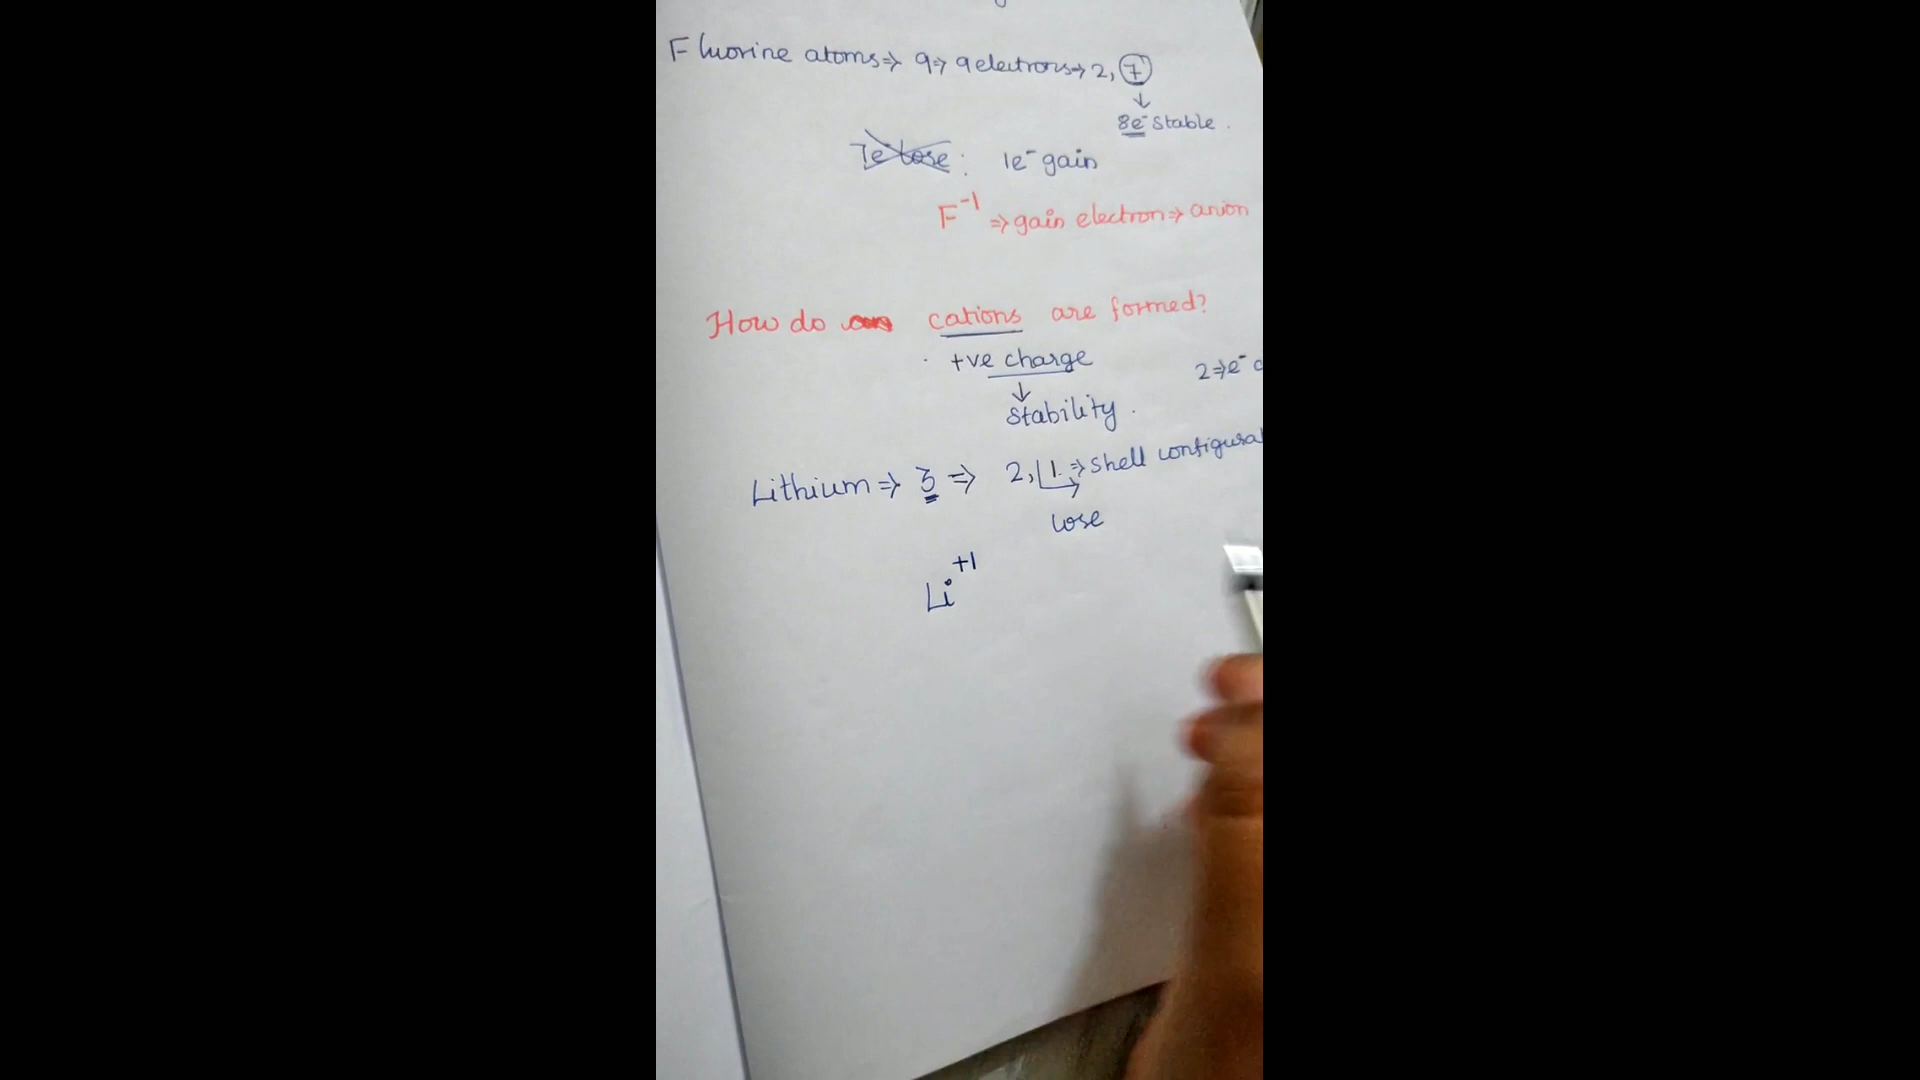 Fluorine atoms ⇒ 9 ⇒ 9 electrons → 2, 7
↓
8e⁻ stable.
7e⁻ lose : 1e⁻ gain
F⁻¹ ⇒ gain electron ⇒ anion
How do cations are formed?
+ve charge
2 ⇒ e⁻
↓
stability.
Lithium ⇒ 3 ⇒ 2, 1. ⇒ shell
lose
Li⁺¹